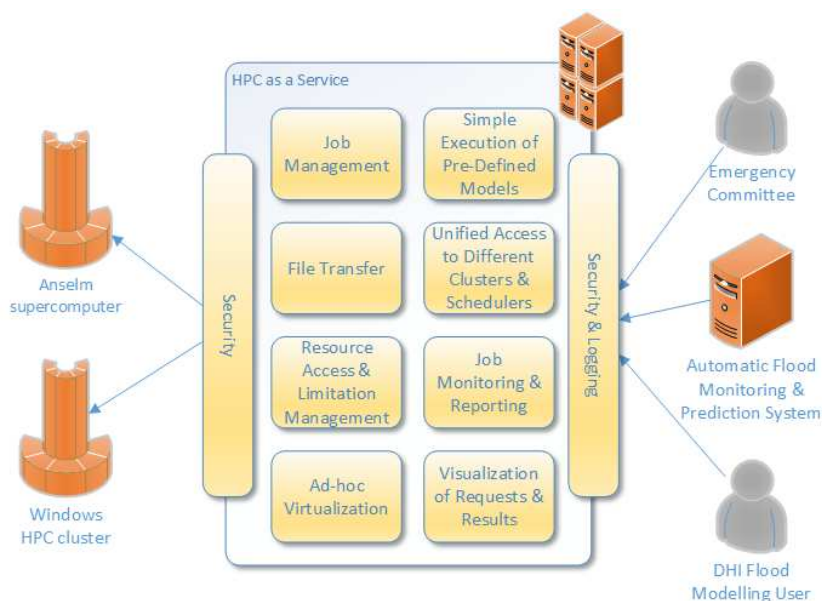 HPC as a Service
Job
Management
Simple
Execution of
Pre-Defined
Models
File Transfer
Unified Access
to Different
Clusters &
Schedulers
Resource
Access &
Limitation
Management
Job
Monitoring &
Reporting
Ad-hoc
Virtualization
Visualization
of Requests &
Results
Security
Security & Logging
Anselm
supercomputer
Windows
HPC cluster
Emergency
Committee
Automatic Flood
Monitoring &
Prediction System
DHI Flood
Modelling User